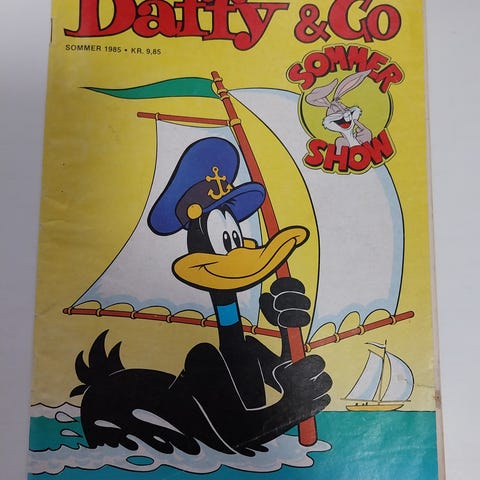 Daffy & Co
SOMMER 1985 • KR. 9,85
SOMMER
SHOW